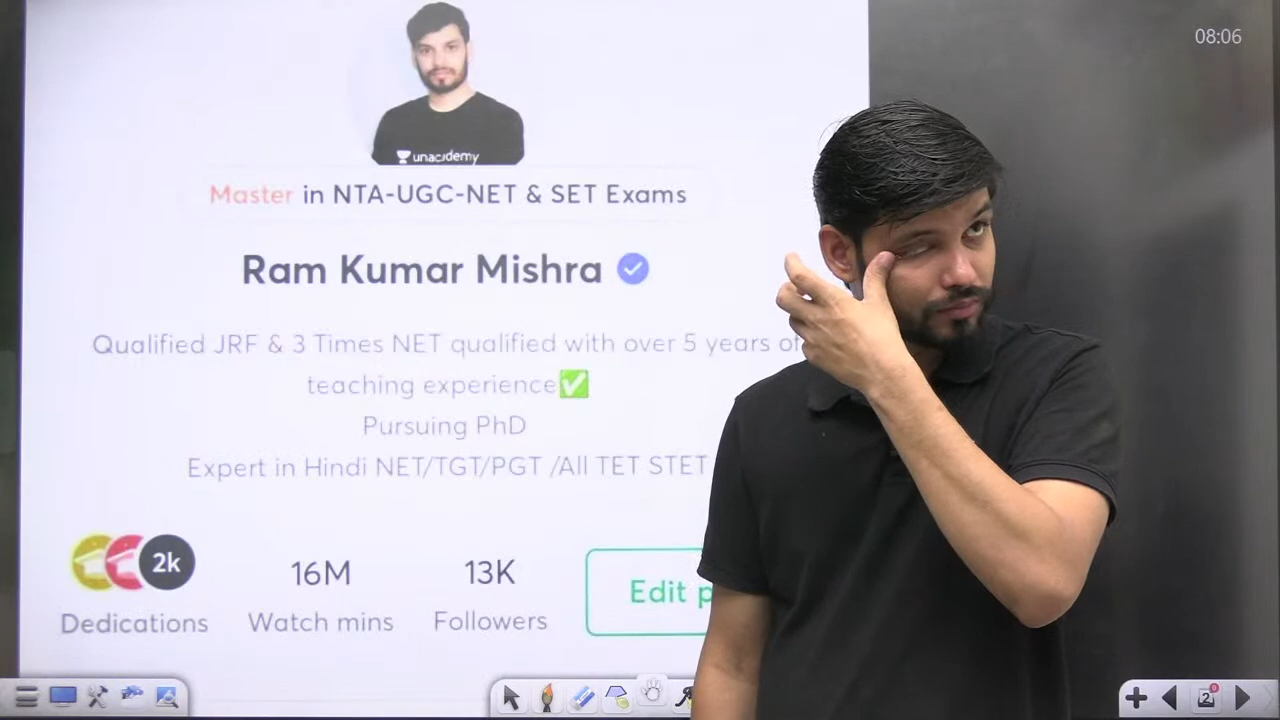 08:06
unacademy
Master in NTA-UGC-NET & SET Exams
Ram Kumar Mishra
Qualified JRF & 3 Times NET qualified with over 5 years of
teaching experience✅
Pursuing PhD
Expert in Hindi NET/TGT/PGT /All TET STET
2k 16M 13K
Dedications Watch mins Followers
Edit p
2